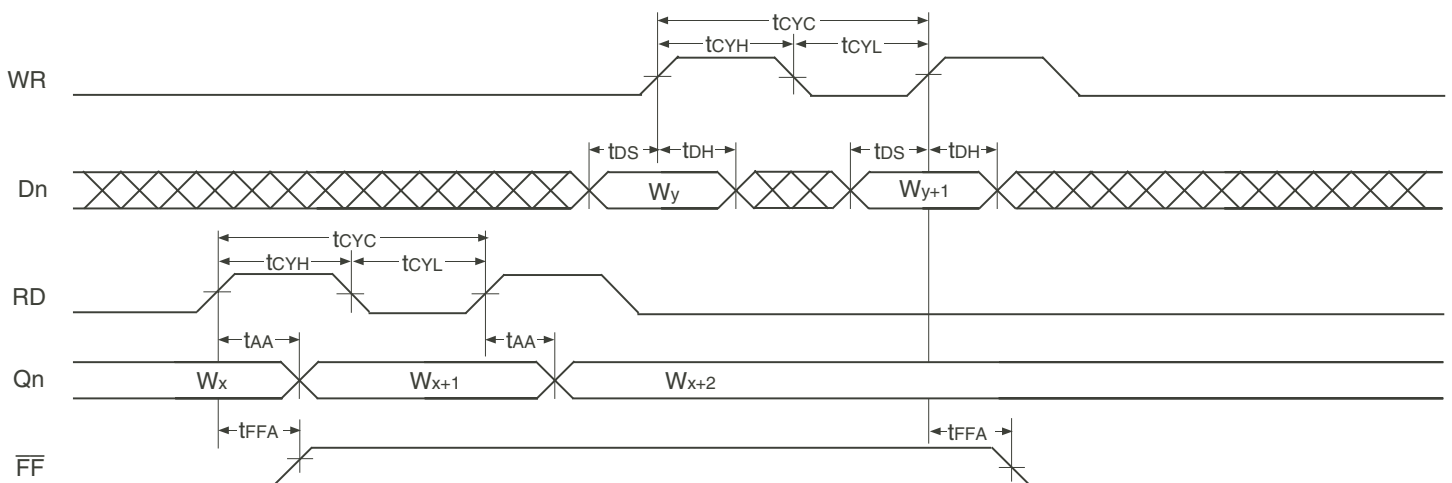 tCYC
tCYH tCYL
WR
tDS tDH tDS tDH
Dn Wy Wy+1
tCYC
tCYH tCYL
RD
tAA tAA
Qn Wx Wx+1 Wx+2
tFFA tFFA
FF